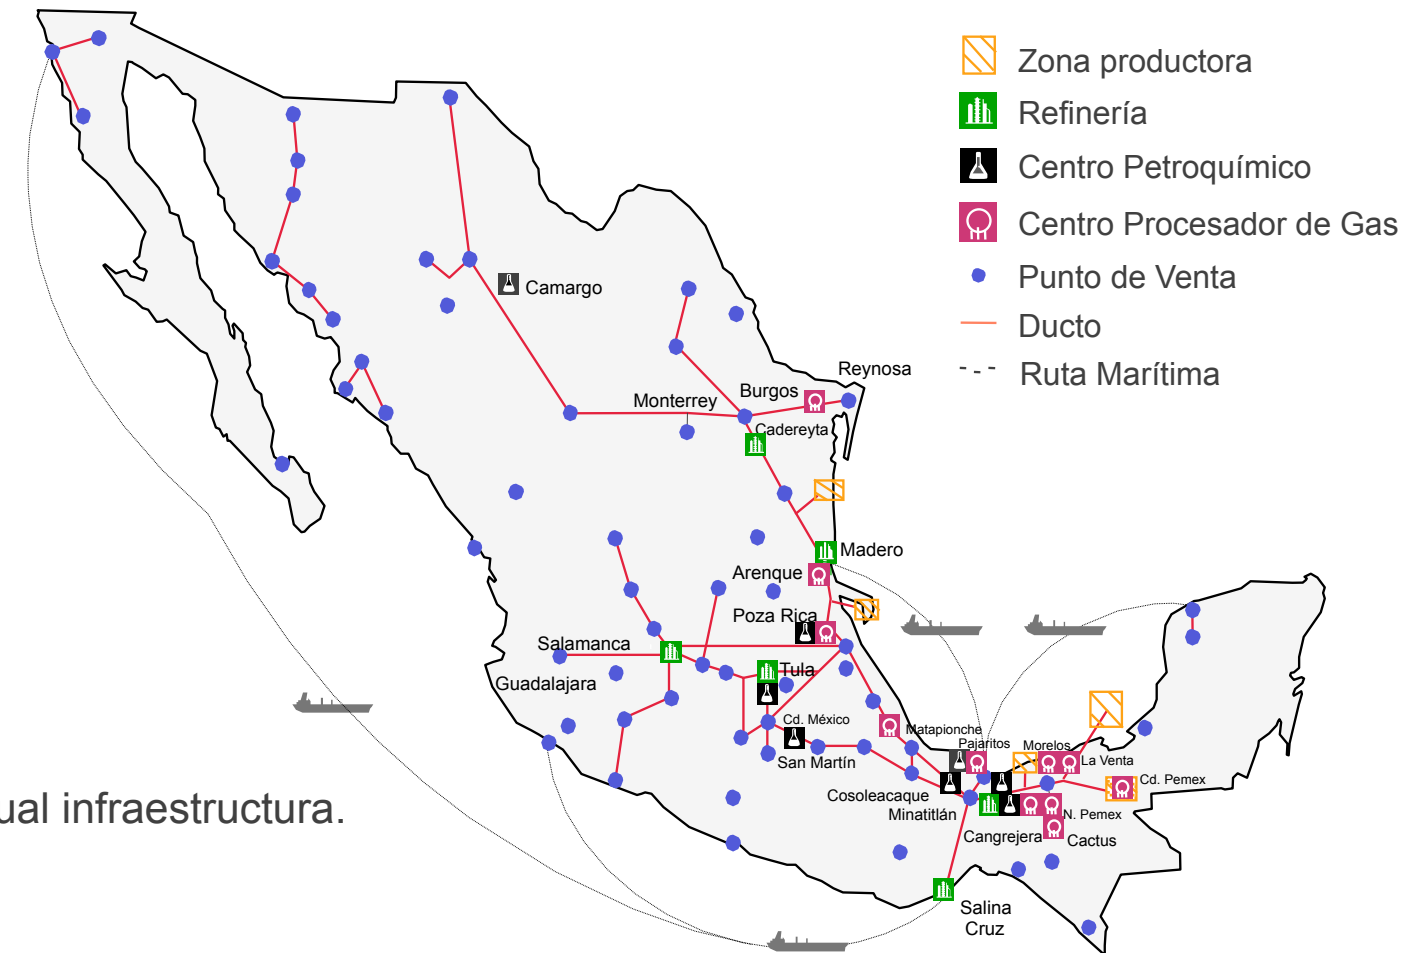 Zona productora
Refinería
Centro Petroquímico
Centro Procesador de Gas
Punto de Venta
Ducto
Ruta Marítima
Camargo
Reynosa
Burgos
Monterrey
Cadereyta
Madero
Arenque
Poza Rica
Salamanca
Tula
Guadalajara
Cd. México
Matapionche
San Martín
Pajaritos
Morelos
La Venta
Cd. Pemex
Cosoleacaque
Minatitlán
N. Pemex
Cangrejera
Cactus
Salina
Cruz
ual infraestructura.